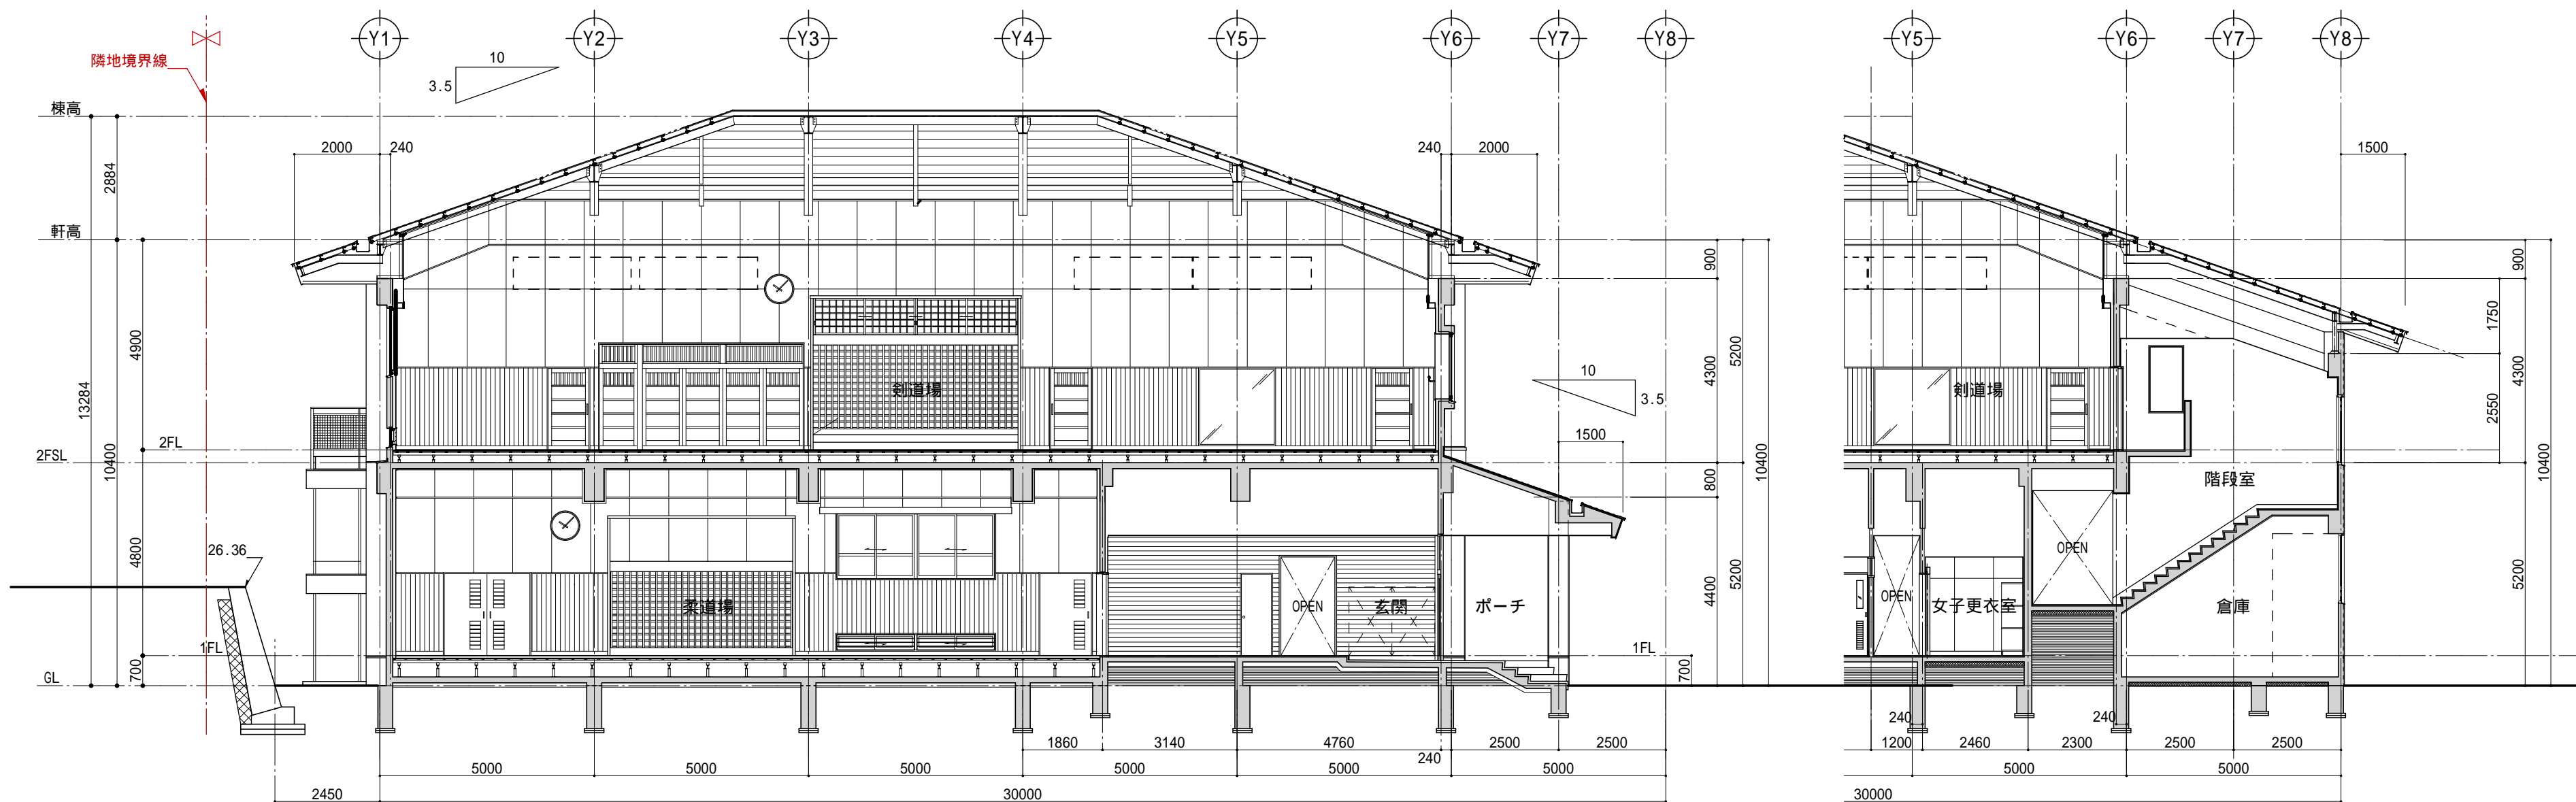 Y1 Y2 Y3 Y4 Y5 Y6 Y7 Y8 Y5 Y6 Y7 Y8
隣地境界線
10
3.5
棟高
2000 240 240 2000 1500
2884
軒高
900 900
1750
4900
5200
4300 4300
13284
剣道場 剣道場
10
3.5
2550
1500
2FL
2FSL
10400 10400 10400
800
階段室
26.36
4800
OPEN
4400 5200 5200
柔道場 OPEN 玄関 ポーチ OPEN 女子更衣室 倉庫
1FL 1FL
700 700
GL
240 240
1860 3140 4760 2500 2500 1200 2460 2300 2500 2500
240
5000 5000 5000 5000 5000 5000 5000 5000
2450 30000 30000